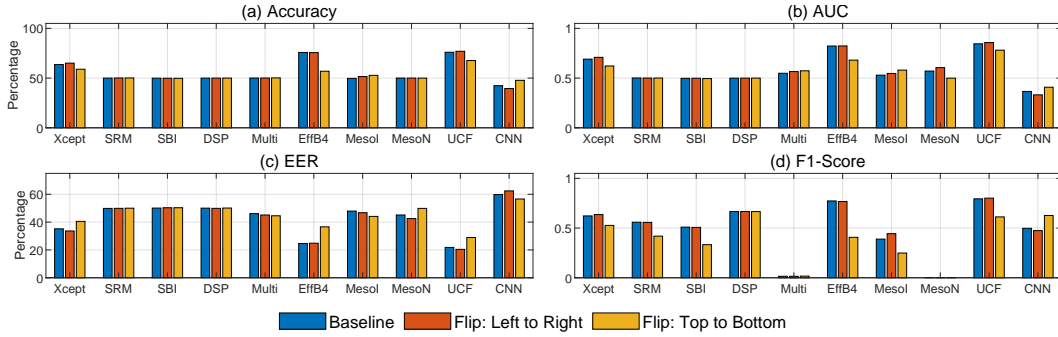 (a) Accuracy
Percentage
100
50
0
Xcept SRM SBI DSP Multi EffB4 MesoI MesoN UCF CNN
(b) AUC
1
0.5
0
Xcept SRM SBI DSP Multi EffB4 MesoI MesoN UCF CNN
(c) EER
Percentage
60
40
20
0
Xcept SRM SBI DSP Multi EffB4 MesoI MesoN UCF CNN
(d) F1-Score
1
0.5
0
Xcept SRM SBI DSP Multi EffB4 MesoI MesoN UCF CNN
Baseline Flip: Left to Right Flip: Top to Bottom